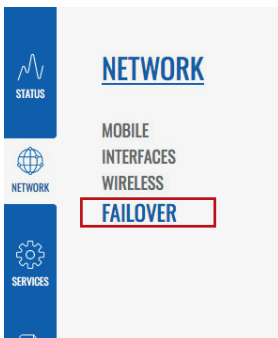 STATUS
NETWORK
SERVICES
NETWORK
MOBILE
INTERFACES
WIRELESS
FAILOVER